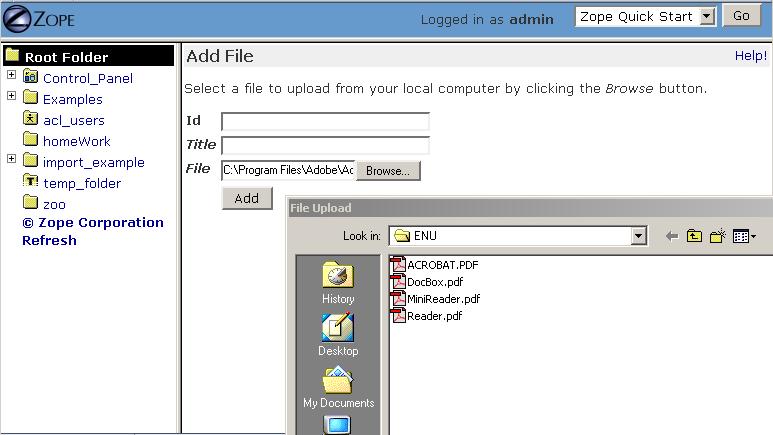 ZOPE
Logged in as admin
Zope Quick Start
Go
Root Folder
Control_Panel
Examples
acl_users
homeWork
import_example
temp_folder
zoo
© Zope Corporation
Refresh
Add File
Help!
Select a file to upload from your local computer by clicking the Browse button.
Id
Title
File C:\Program Files\Adobe\Ac Browse...
Add
File Upload
Look in: ENU
History
Desktop
My Documents
ACROBAT.PDF
DocBox.pdf
MiniReader.pdf
Reader.pdf